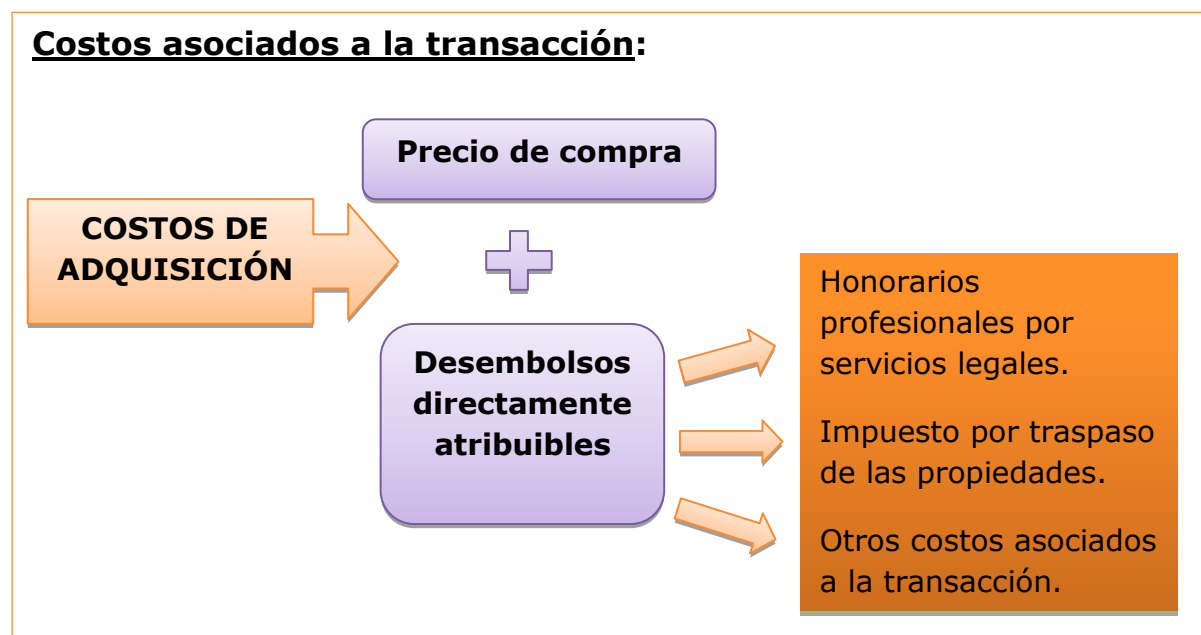 Costos asociados a la transacción:
Precio de compra
COSTOS DE
ADQUISICIÓN
Desembolsos
directamente
atribuibles
Honorarios
profesionales por
servicios legales.
Impuesto por traspaso
de las propiedades.
Otros costos asociados
a la transacción.